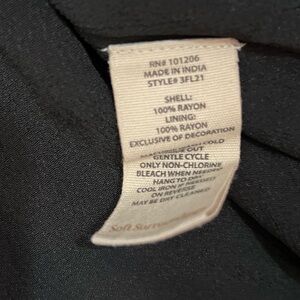 RN# 101206
MADE IN INDIA
STYLE# 3FL21
SHELL:
100% RAYON
LINING:
100% RAYON
EXCLUSIVE OF DECORATION
COLD
OUT
GENTLE CYCLE
ONLY NON-CHLORINE
BLEACH WHEN NEEDED
HANG TO DRY
COOL IRON IF NEEDED
ON REVERSE
MAY BE DRY CLEANED
Soft